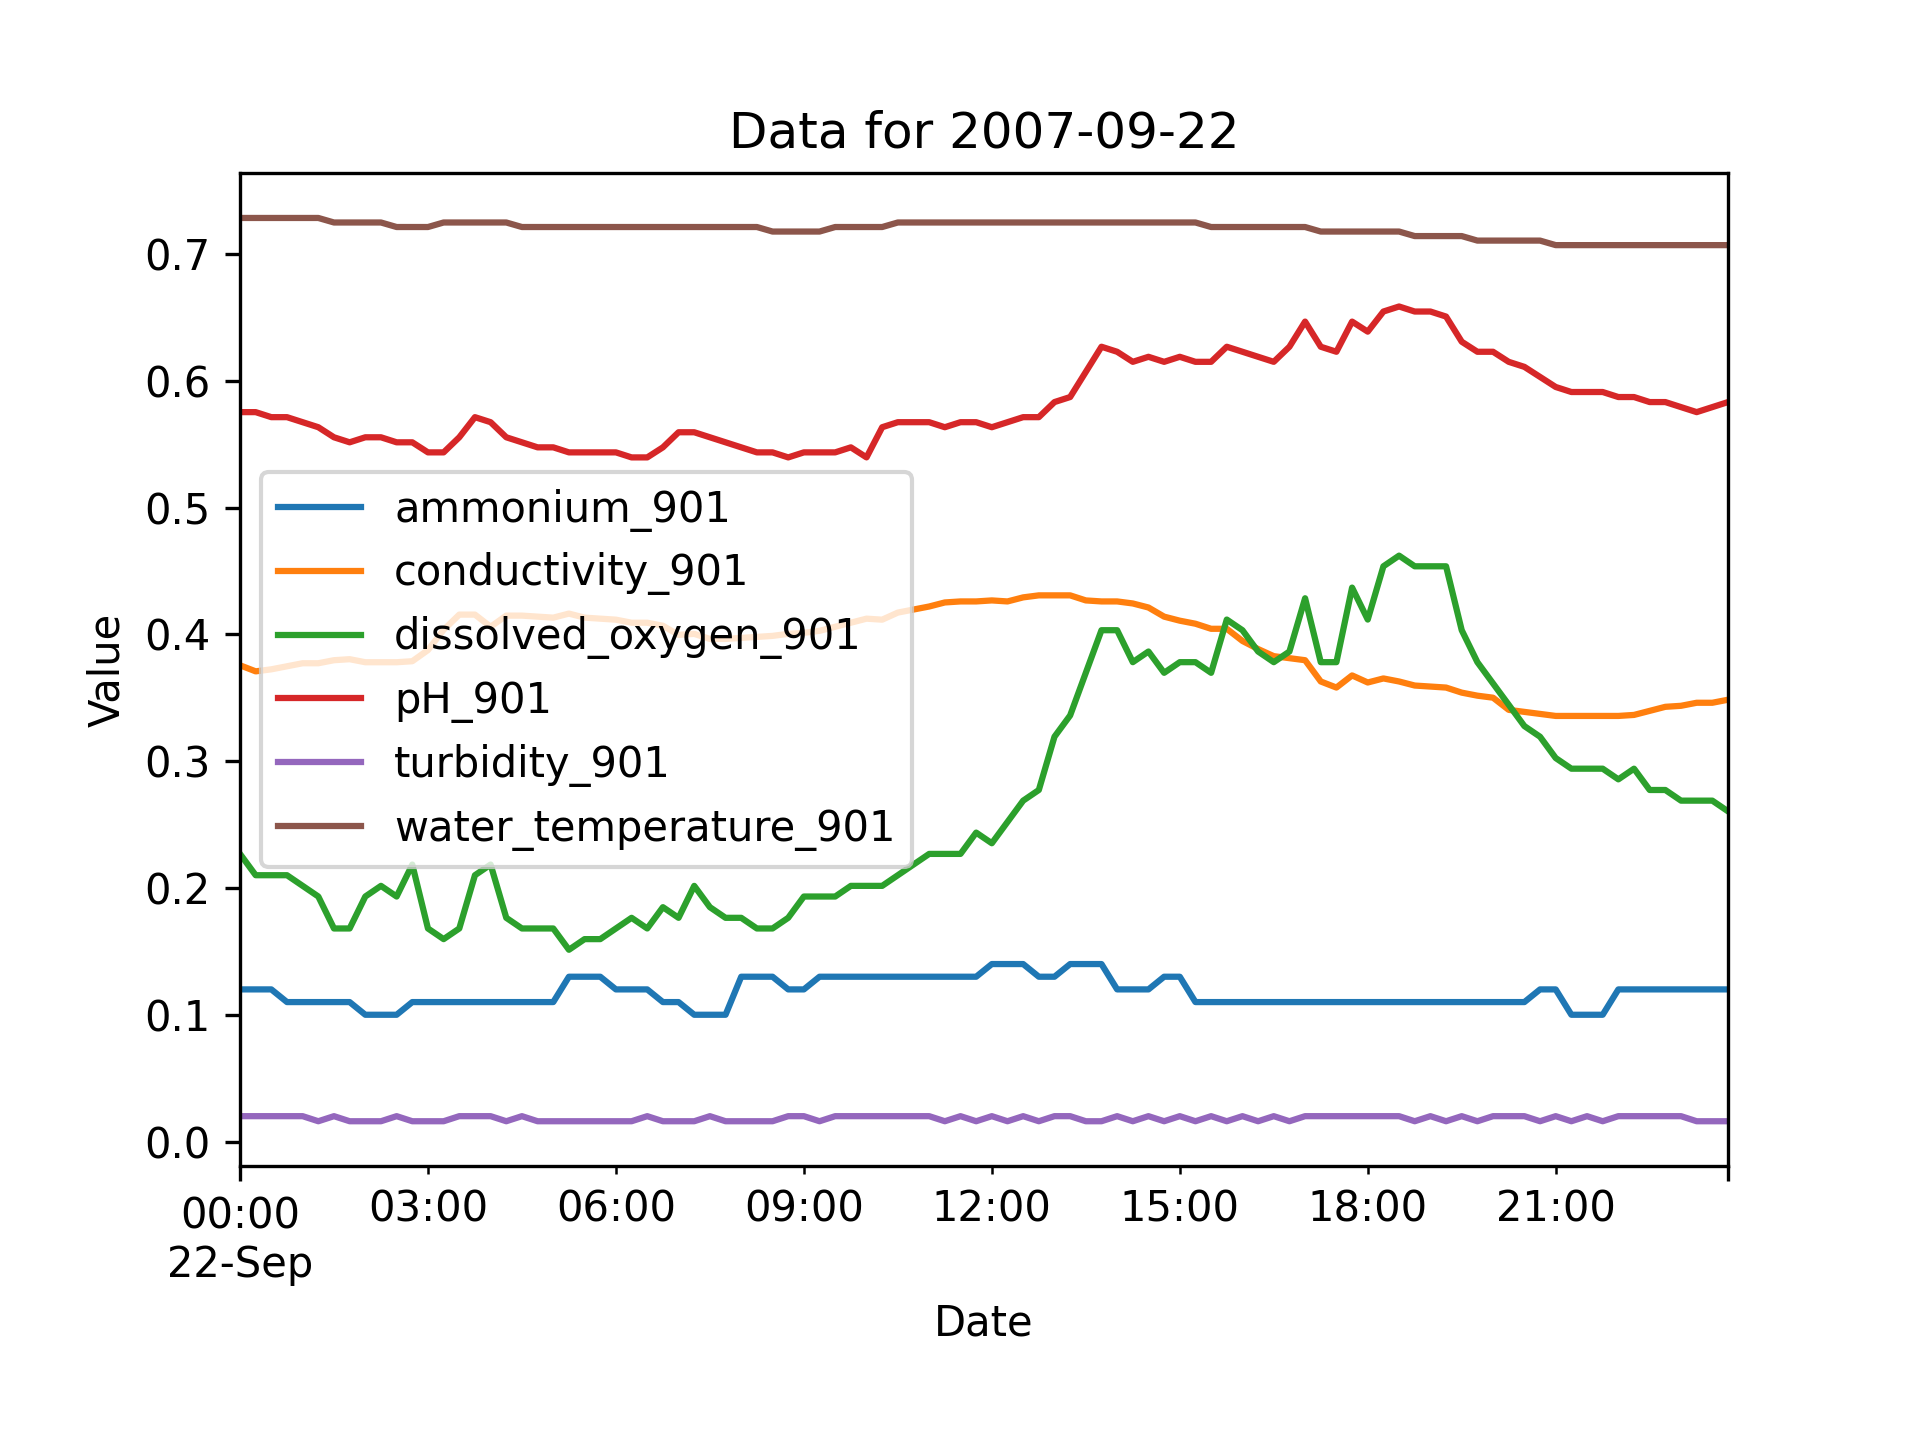 Data for 2007-09-22
Value
0.7
0.6
0.5
0.4
0.3
0.2
0.1
0.0
ammonium_901
conductivity_901
dissolved_oxygen_901
pH_901
turbidity_901
water_temperature_901
00:00 03:00 06:00 09:00 12:00 15:00 18:00 21:00
22-Sep
Date